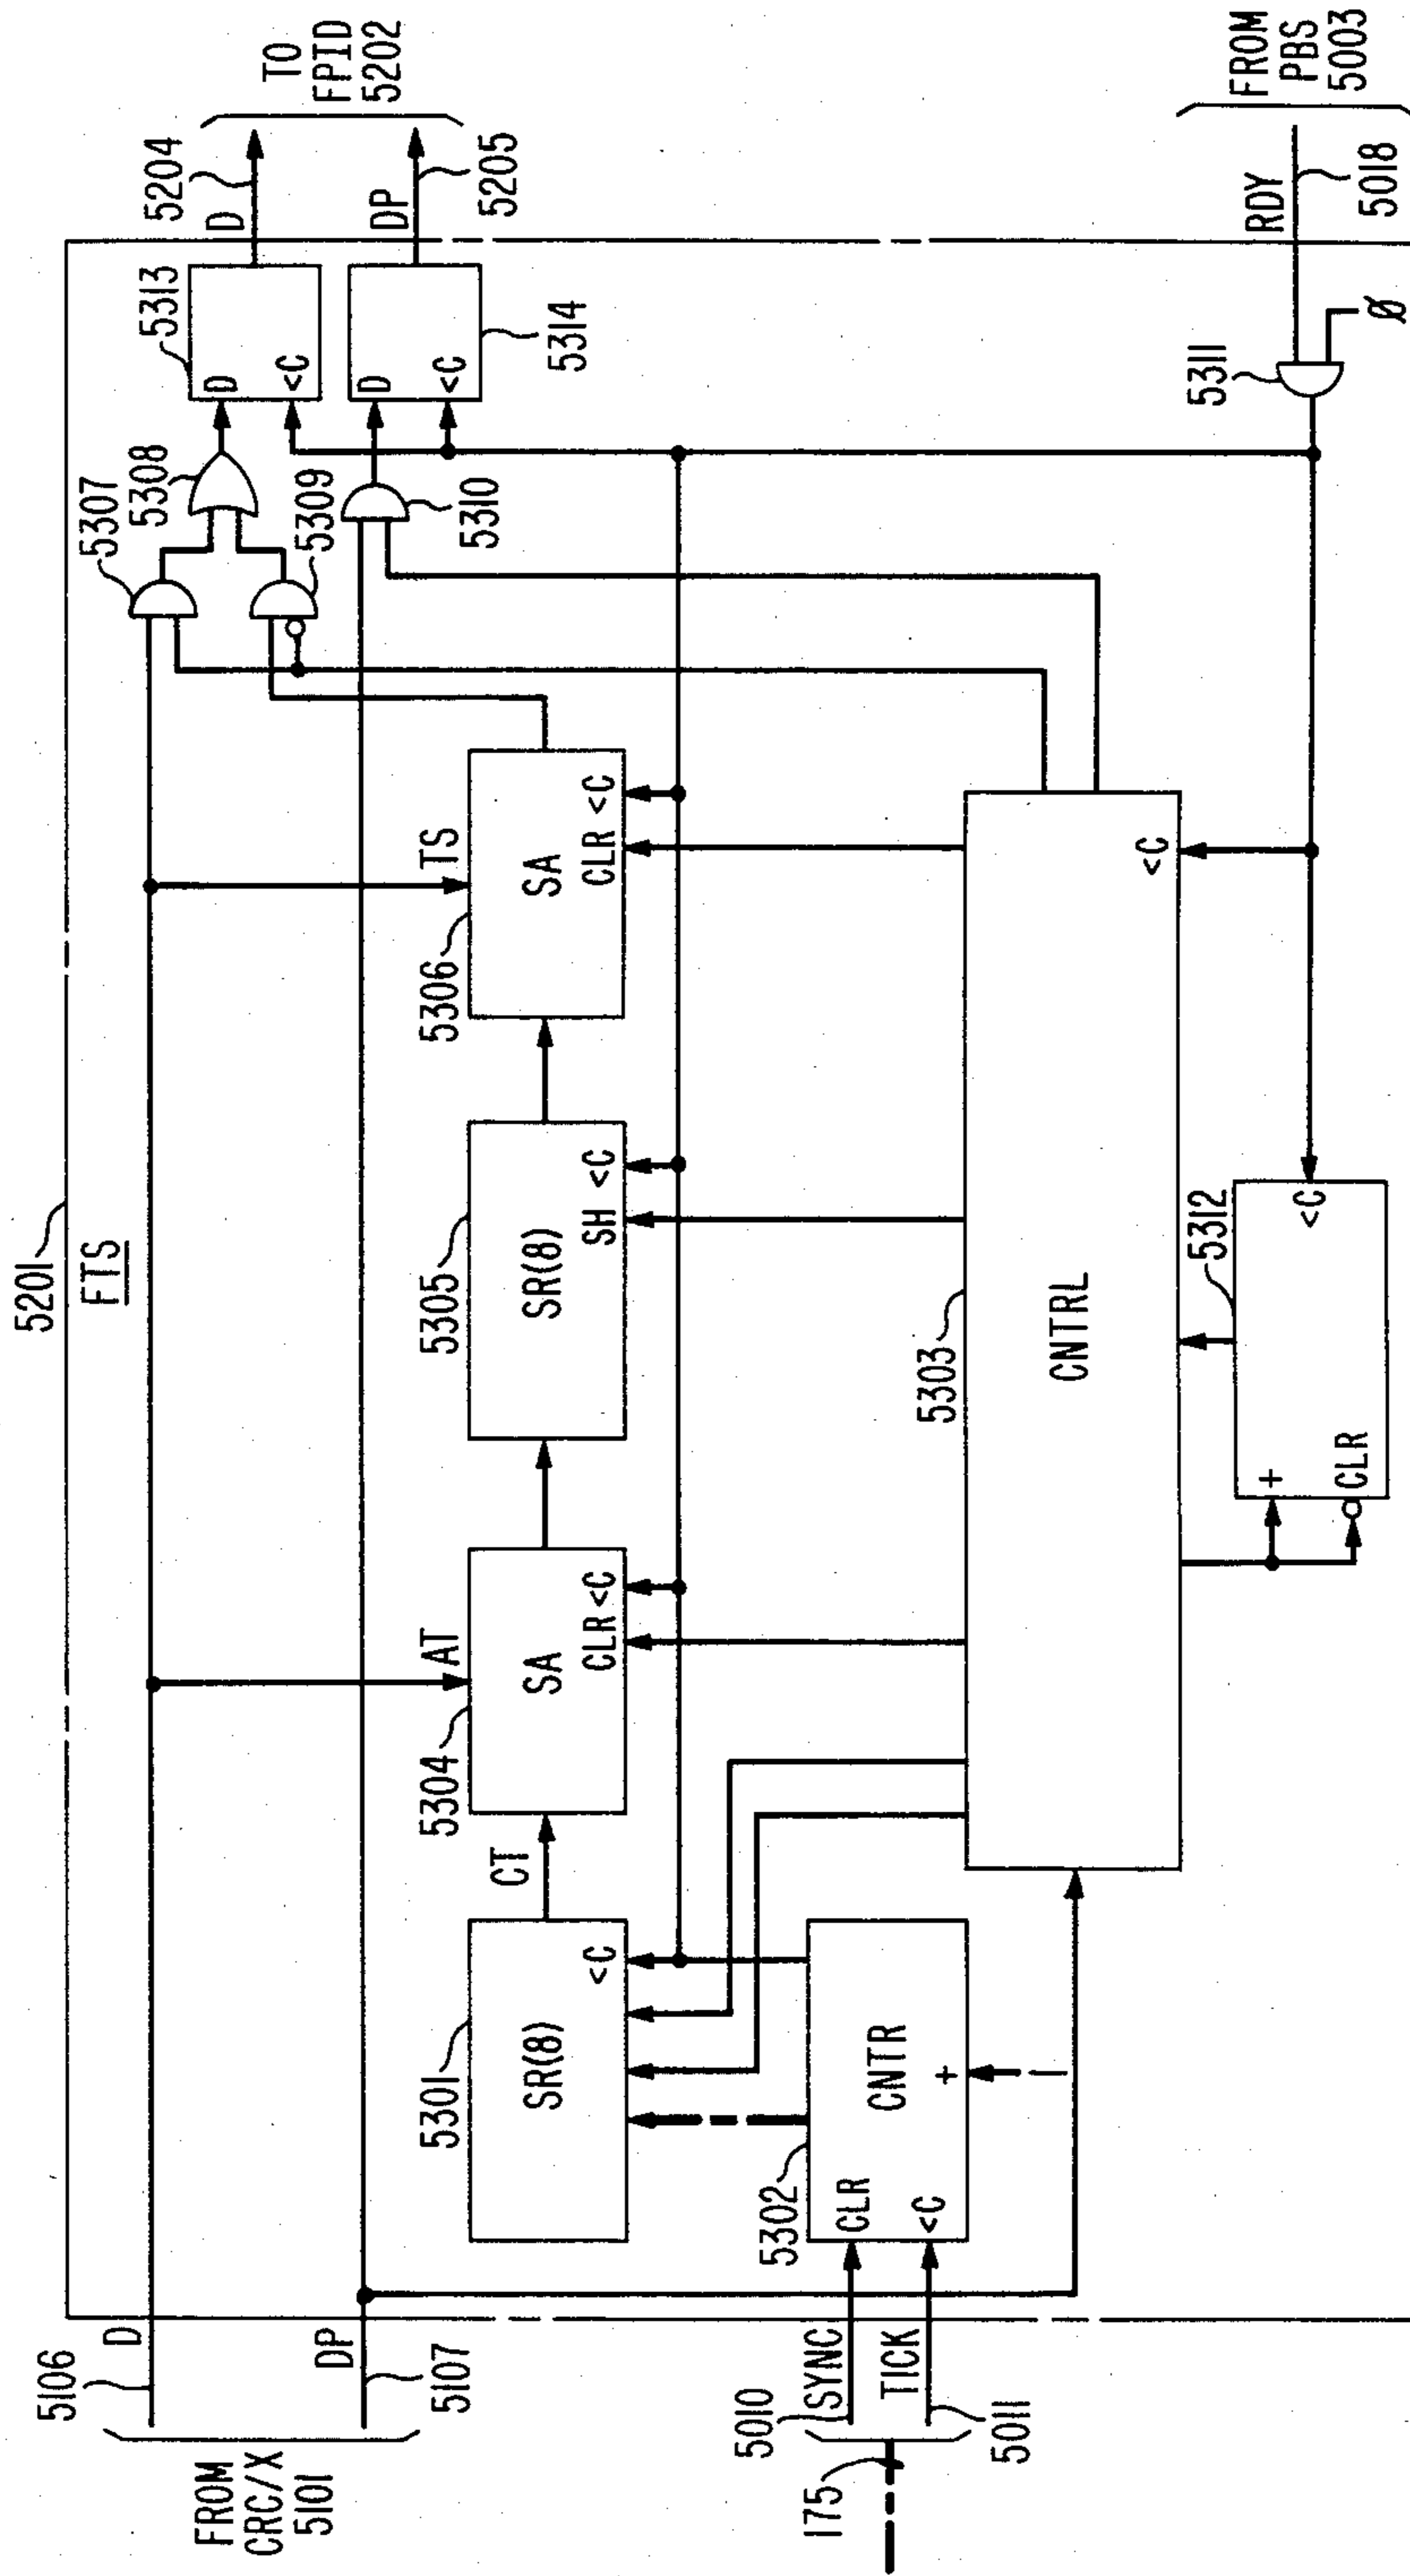 5201
FTS
FROM
CRC/X
5101
5106
D
DP
5107
175
5010
SYNC
TICK
5011
5301
SR(8)
<C
CT
5302
CLR
<C
CNTR
+
5304
AT
SA
CLR
<C
5305
SR(8)
SH
<C
5306
TS
SA
CLR
<C
5303
CNTRL
<C
5312
+
CLR
<C
5307
5308
5309
5310
5313
D
<C
D
<C
5314
5311
Ø
D
5204
DP
5205
TO
FPID
5202
RDY
5018
FROM
PBS
5003